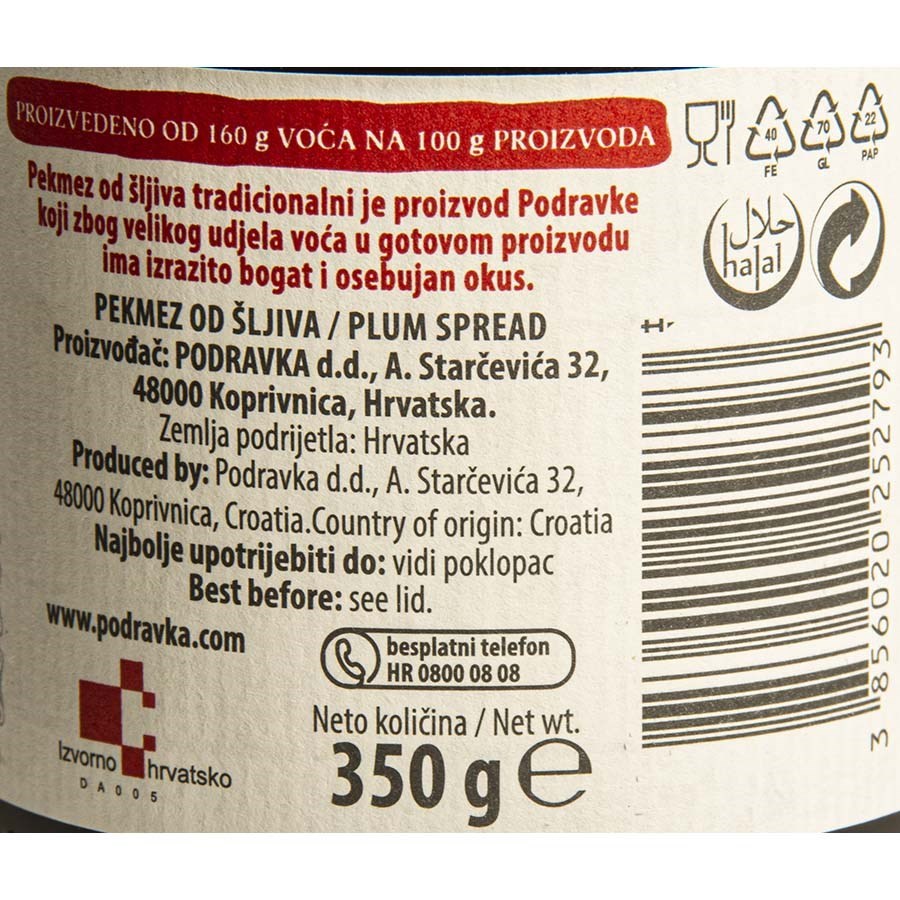 PROIZVEDENO OD 160 g VOĆA NA 100 g PROIZVODA
Pekmez od šljiva tradicionalni je proizvod Podravke
koji zbog velikog udjela voća u gotovom proizvodu
ima izrazito bogat i osebujan okus.
PEKMEZ OD ŠLJIVA / PLUM SPREAD
Proizvođač: PODRAVKA d.d., A. Starčevića 32,
48000 Koprivnica, Hrvatska.
Zemlja podrijetla: Hrvatska
Produced by: Podravka d.d., A. Starčevića 32,
48000 Koprivnica, Croatia.Country of origin: Croatia
Najbolje upotrijebiti do: vidi poklopac
Best before: see lid.
www.podravka.com
besplatni telefon
HR 0800 08 08
Izvorno hrvatsko
DA005
Neto količina / Net wt.
350 g e
40
FE
70
GL
22
PAP
حلال
halal
3856020252793